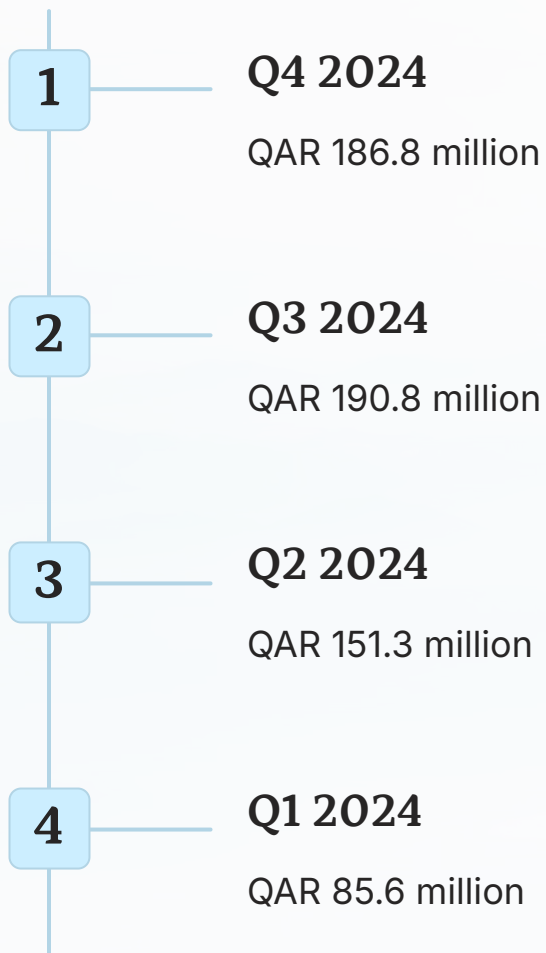 1
Q4 2024
QAR 186.8 million
2
Q3 2024
QAR 190.8 million
3
Q2 2024
QAR 151.3 million
4
Q1 2024
QAR 85.6 million